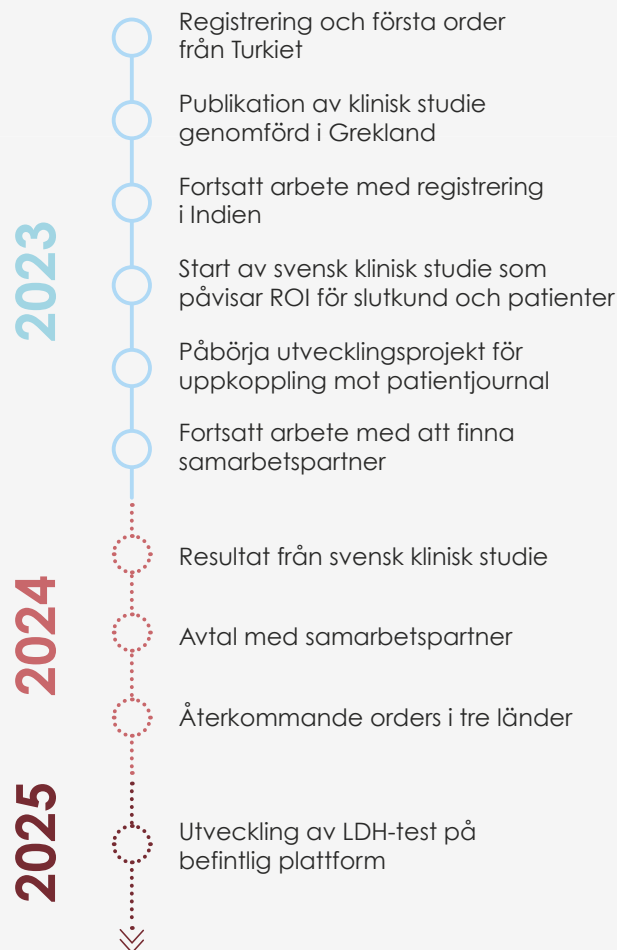 2023
Registrering och första order
från Turkiet
Publikation av klinisk studie
genomförd i Grekland
Fortsatt arbete med registrering
i Indien
Start av svensk klinisk studie som
påvisar ROI för slutkund och patienter
Påbörja utvecklingsprojekt för
uppkoppling mot patientjournal
Fortsatt arbete med att finna
samarbetspartner
2024
Resultat från svensk klinisk studie
Avtal med samarbetspartner
Återkommande orders i tre länder
2025
Utveckling av LDH-test på
befintlig plattform